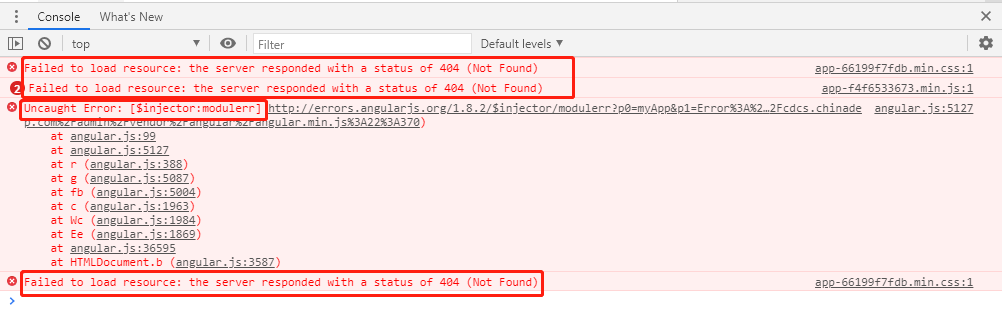 Console What's New
top Filter Default levels
Failed to load resource: the server responded with a status of 404 (Not Found) app-66199f7fdb.min.css:1
2 Failed to load resource: the server responded with a status of 404 (Not Found) app-f4f6533673.min.js:1
Uncaught Error: [$injector:modulerr] http://errors.angularjs.org/1.8.2/$injector/modulerr?p0=myApp&p1=Error%3A%2…2Fcdcs.chinade angular.js:5127
p.com%2Fadmin%2Fvendor%2Fangular%2Fangular.min.js%3A22%3A370)
at angular.js:99
at angular.js:5127
at r (angular.js:388)
at g (angular.js:5087)
at fb (angular.js:5004)
at c (angular.js:1963)
at Wc (angular.js:1984)
at Ee (angular.js:1869)
at angular.js:36595
at HTMLDocument.b (angular.js:3587)
Failed to load resource: the server responded with a status of 404 (Not Found) app-66199f7fdb.min.css:1